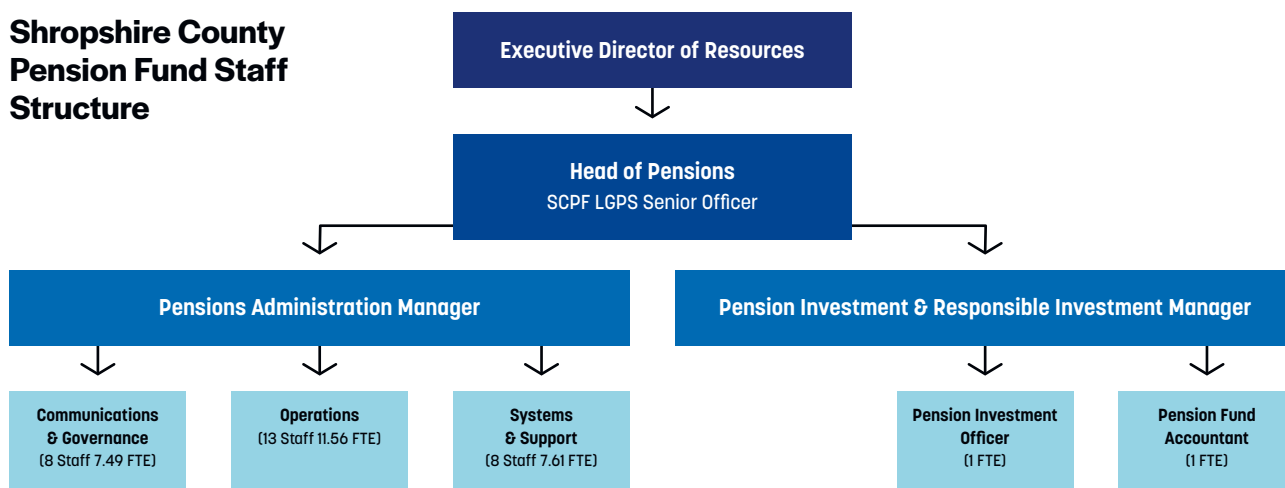 Shropshire County
Pension Fund Staff
Structure
Executive Director of Resources
Head of Pensions
SCPF LGPS Senior Officer
Pensions Administration Manager
Pension Investment & Responsible Investment Manager
Communications
& Governance
(8 Staff 7.49 FTE)
Operations
(13 Staff 11.56 FTE)
Systems
& Support
(8 Staff 7.61 FTE)
Pension Investment
Officer
(1 FTE)
Pension Fund
Accountant
(1 FTE)